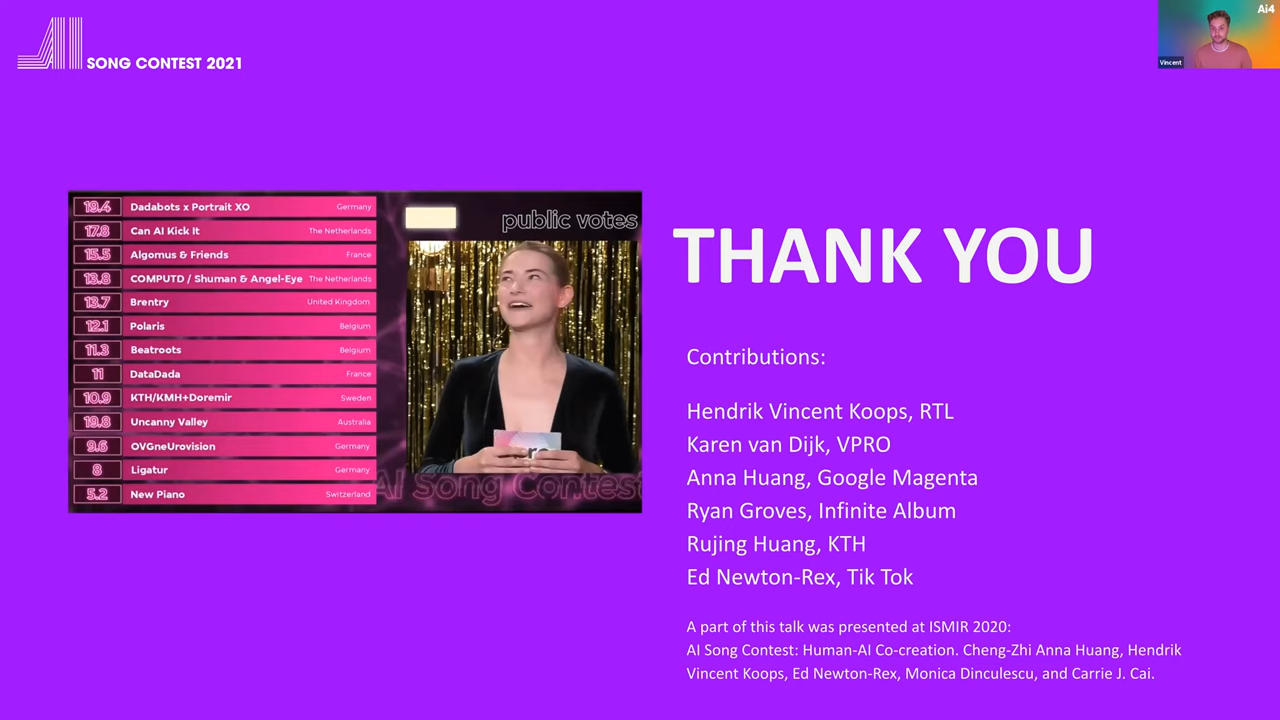 AI
SONG CONTEST 2021
Ai4
Vincent
19.4 Dadabots x Portrait XO Germany
17.8 Can AI Kick It The Netherlands
15.5 Algomus & Friends France
13.8 COMPUTD / Shuman & Angel-Eye The Netherlands
13.7 Brentry United Kingdom
12.1 Polaris Belgium
11.3 Beatroots Belgium
11 DataDada France
10.9 KTH/KMH+Doremir Sweden
19.8 Uncanny Valley Australia
9.6 OVGneUrovision Germany
8 Ligatur Germany
5.2 New Piano Switzerland
public votes
AI Song Contest
THANK YOU
Contributions:
Hendrik Vincent Koops, RTL
Karen van Dijk, VPRO
Anna Huang, Google Magenta
Ryan Groves, Infinite Album
Rujing Huang, KTH
Ed Newton-Rex, Tik Tok
A part of this talk was presented at ISMIR 2020:
AI Song Contest: Human-AI Co-creation. Cheng-Zhi Anna Huang, Hendrik
Vincent Koops, Ed Newton-Rex, Monica Dinculescu, and Carrie J. Cai.